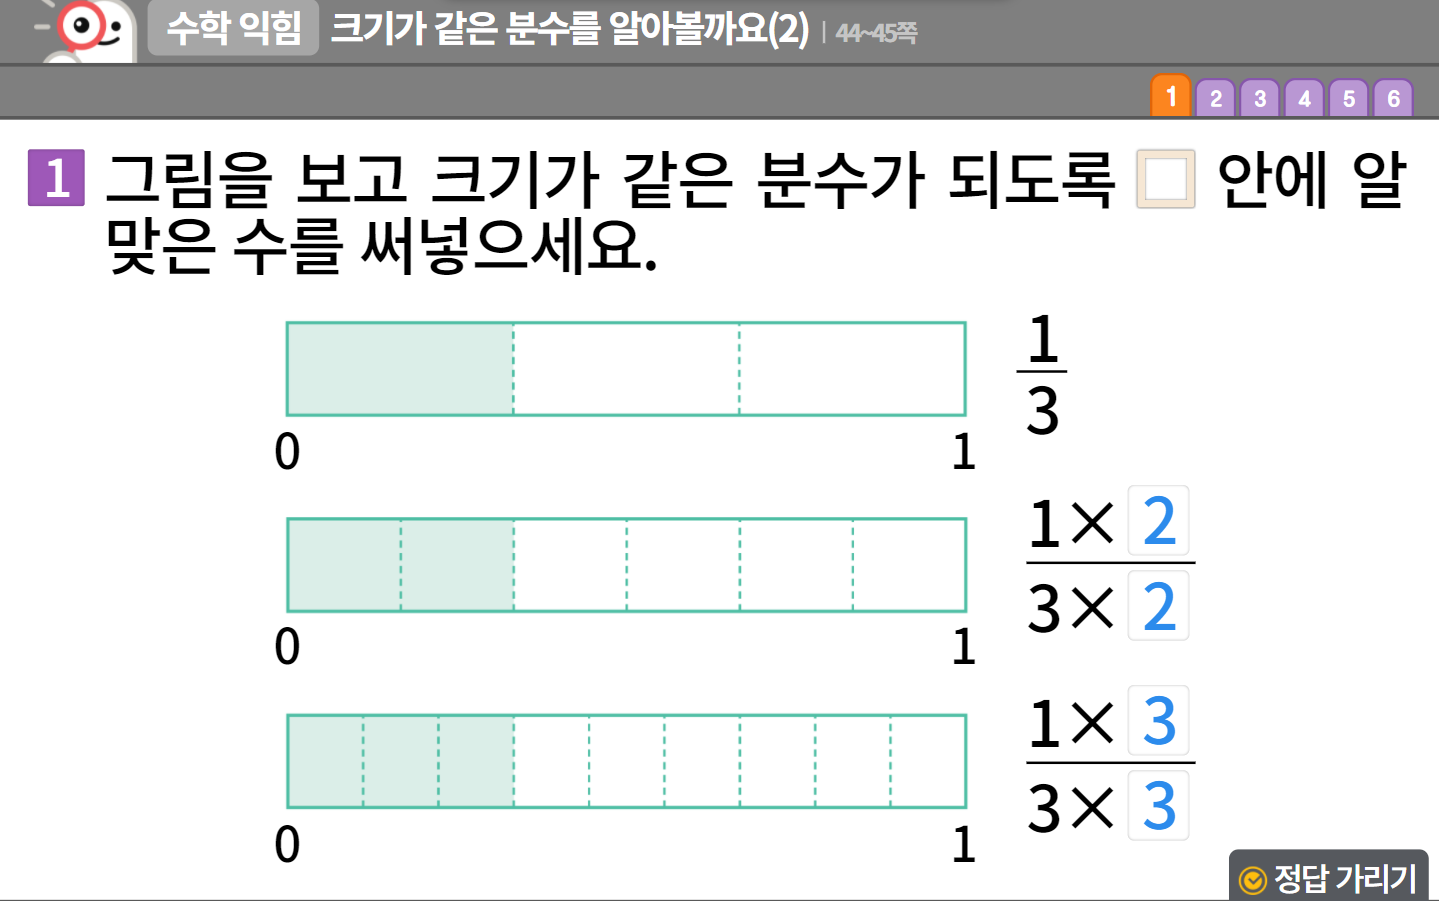 수학 익힘 크기가 같은 분수를 알아볼까요(2) | 44~45쪽
1 2 3 4 5 6
1 그림을 보고 크기가 같은 분수가 되도록 □ 안에 알
맞은 수를 써넣으세요.
1
3
0 1
1×2
3×2
0 1
1×3
3×3
0 1
정답 가리기